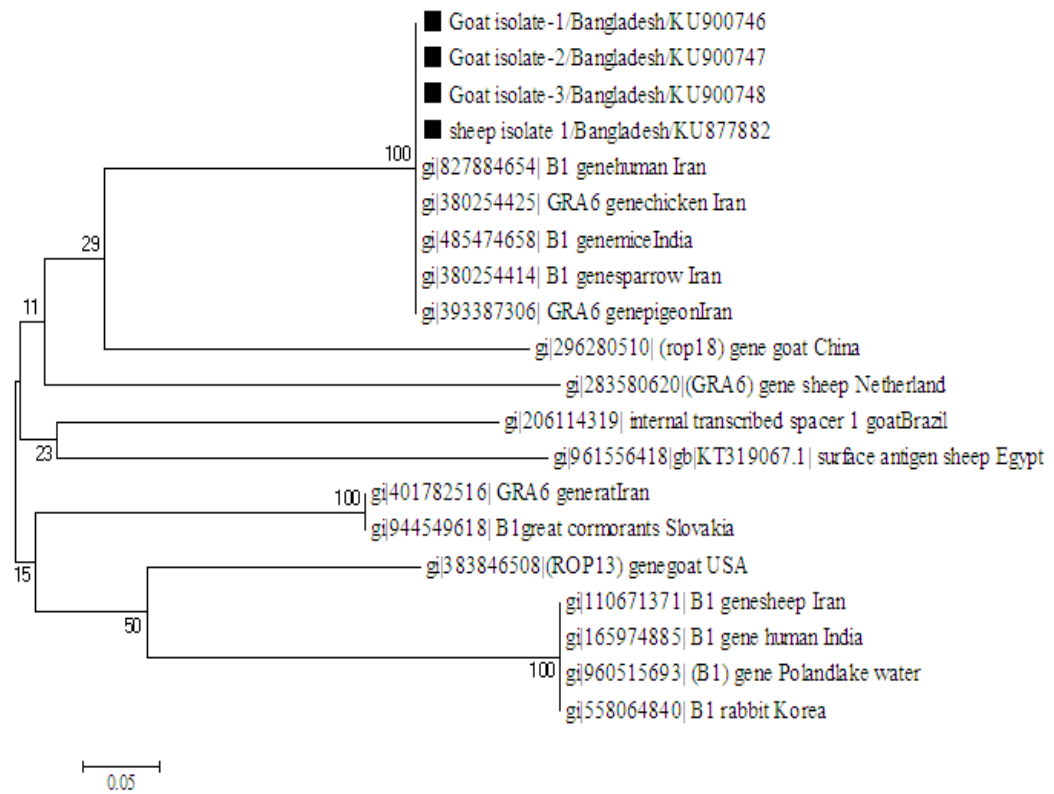 Goat isolate-1/Bangladesh/KU900746
Goat isolate-2/Bangladesh/KU900747
Goat isolate-3/Bangladesh/KU900748
sheep isolate 1/Bangladesh/KU877882
100
gi|827884654| B1 genehuman Iran
gi|380254425| GRA6 genechicken Iran
29
gi|485474658| B1 genemiceIndia
gi|380254414| B1 genesparrow Iran
11
gi|393387306| GRA6 genepigeonIran
gi|296280510| (rop18) gene goat China
gi|283580620|(GRA6) gene sheep Netherland
gi|206114319| internal transcribed spacer 1 goatBrazil
23
gi|961556418|gb|KT319067.1| surface antigen sheep Egypt
100
gi|401782516| GRA6 generatIran
gi|944549618| B1great cormorants Slovakia
15
gi|383846508|(ROP13) genegoat USA
gi|110671371| B1 genesheep Iran
50
gi|165974885| B1 gene human India
100
gi|960515693| (B1) gene Polandlake water
gi|558064840| B1 rabbit Korea
0.05